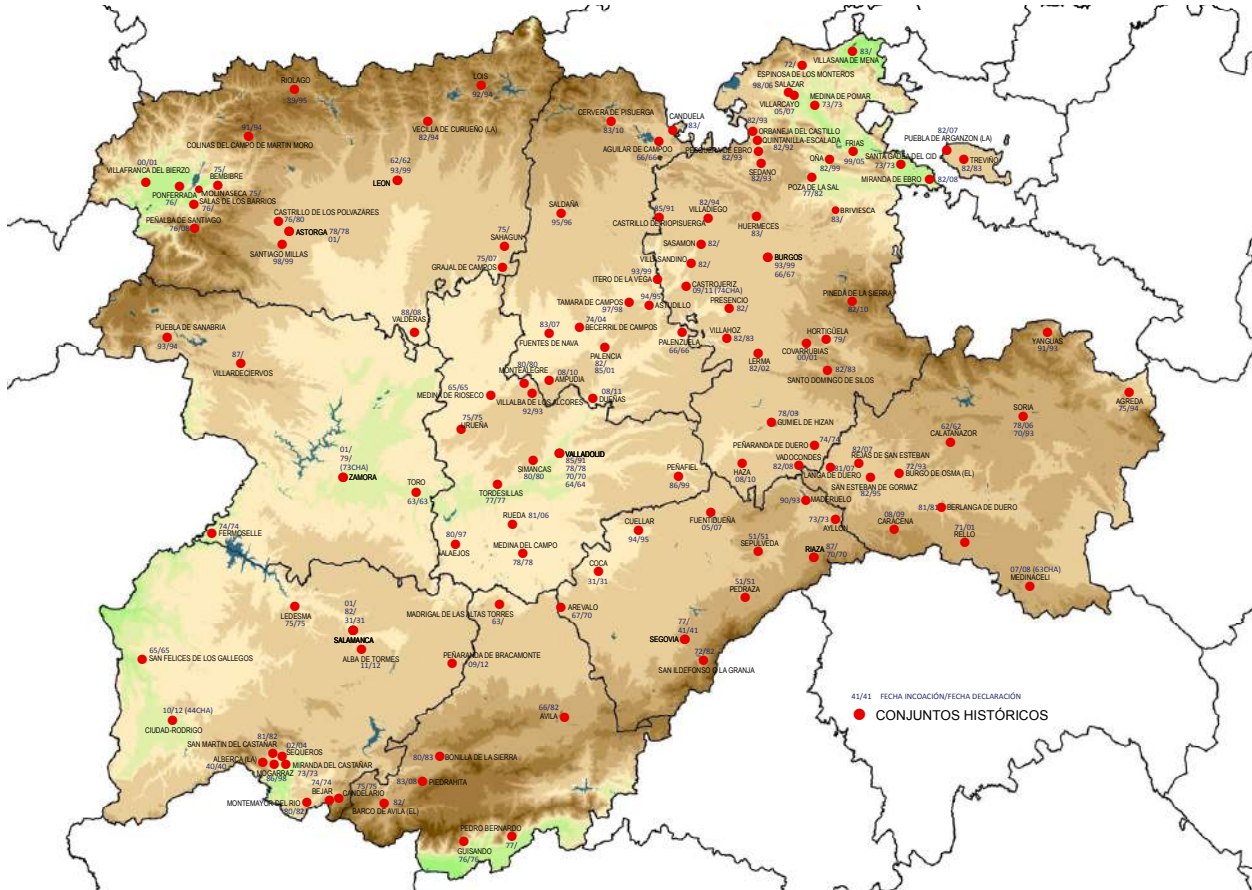 83/
VILLASANA DE MENA
72/
ESPINOSA DE LOS MONTEROS
98/06
SALAZAR
MEDINA DE POMAR
73/73
VILLARCAYO
05/07
RIOLAGO
89/95
LOIS
92/94
CERVERA DE PISUERGA
83/10
CANDUELA
83/
VECILLA DE CURUEÑO (LA)
82/94
91/94
COLINAS DEL CAMPO DE MARTIN MORO
AGUILAR DE CAMPOO
66/66
82/93
ORBANEJA DEL CASTILLO
QUINTANILLA-ESCALADA
82/92
PESQUERA DE EBRO
82/93
SEDANO
82/93
FRIAS
99/05
OÑA
82/99
SANTA GADEA DEL CID
73/73
82/07
PUEBLA DE ARGANZON (LA)
TREVIÑO
82/83
MIRANDA DE EBRO
82/08
POZA DE LA SAL
77/82
00/01
VILLAFRANCA DEL BIERZO
75/
BEMBIBRE
PONFERRADA
76/
MOLINASECA 75/
SALAS DE LOS BARRIOS
76/
PEÑALBA DE SANTIAGO
76/08
62/62
93/99
LEON
CASTRILLO DE LOS POLVAZARES
76/80
ASTORGA
78/78
01/
SANTIAGO MILLAS
98/99
SALDAÑA
95/96
75/
SAHAGUN
75/07
GRAJAL DE CAMPOS
85/91
CASTRILLO DE RIOPISUERGA
82/94
VILLADIEGO
HUERMECES
83/
BRIVIESCA
83/
SASAMON
82/
VILLASANDINO
82/
BURGOS
93/99
66/67
93/99
ITERO DE LA VEGA
CASTROJERIZ
09/11 (74CHA)
94/95
ASTUDILLO
TAMARA DE CAMPOS
97/98
PRESENCIO
82/
PINEDA DE LA SIERRA
82/10
88/08
VALDERAS
83/07
FUENTES DE NAVA
74/04
BECERRIL DE CAMPOS
PALENCIA
82/
85/01
PALENZUELA
66/66
VILLAHOZ
82/83
HORTIGÜELA
79/
COVARRUBIAS
00/01
LERMA
82/02
82/83
SANTO DOMINGO DE SILOS
PUEBLA DE SANABRIA
93/94
87/
VILLARDECIERVOS
YANGUAS
91/93
AGREDA
75/94
65/65
MEDINA DE RIOSECO
80/80
MONTEALEGRE
08/10
AMPUDIA
VILLALBA DE LOS ALCORES
92/93
08/11
DUEÑAS
75/75
URUEÑA
78/09
GUMIEL DE HIZAN
SORIA
78/06
70/93
62/62
CALATAÑAZOR
PEÑARANDA DE DUERO
74/74
VADOCONDES
82/08
HAZA
08/10
82/07
REJAS DE SAN ESTEBAN
81/07
LANGA DE DUERO
72/93
BURGO DE OSMA (EL)
SAN ESTEBAN DE GORMAZ
82/95
VALLADOLID
85/91
78/78
70/70
64/64
SIMANCAS
80/80
TORDESILLAS
77/77
PEÑAFIEL
86/99
01/
79/
(73CHA)
ZAMORA
TORO
63/63
74/74
FERMOSELLE
RUEDA
81/06
80/97
ALAEJOS
MEDINA DEL CAMPO
78/78
CUELLAR
94/95
FUENTIDUEÑA
05/07
90/93
MADERUELO
73/73
AYLLON
81/81
BERLANGA DE DUERO
08/09
CARACENA
71/01
RELLO
51/51
SEPULVEDA
RIAZA
87/
70/70
07/08 (63CHA)
MEDINACELI
COCA
31/31
51/51
PEDRAZA
MADRIGAL DE LAS ALTAS TORRES
63/
AREVALO
67/70
LEDESMA
75/75
01/
82/
31/31
SALAMANCA
ALBA DE TORMES
11/12
65/65
SAN FELICES DE LOS GALLEGOS
PEÑARANDA DE BRACAMONTE
09/12
77/
41/41
SEGOVIA
72/82
SAN ILDEFONSO O LA GRANJA
10/12 (44CHA)
CIUDAD-RODRIGO
66/82
AVILA
41/41 FECHA INCOACIÓN/FECHA DECLARACIÓN
CONJUNTOS HISTÓRICOS
81/82
SAN MARTIN DEL CASTAÑAR
02/04
SEQUEROS
ALBERCA (LA)
40/40
MIRANDA DEL CASTAÑAR
73/73
MOGARRAZ
86/98
80/83
BONILLA DE LA SIERRA
83/08
PIEDRAHITA
74/74
BEJAR
75/75
CANDELARIO
MONTEMAYOR DEL RIO
80/82
82/
BARCO DE AVILA (EL)
PEDRO BERNARDO
77/
GUISANDO
76/76